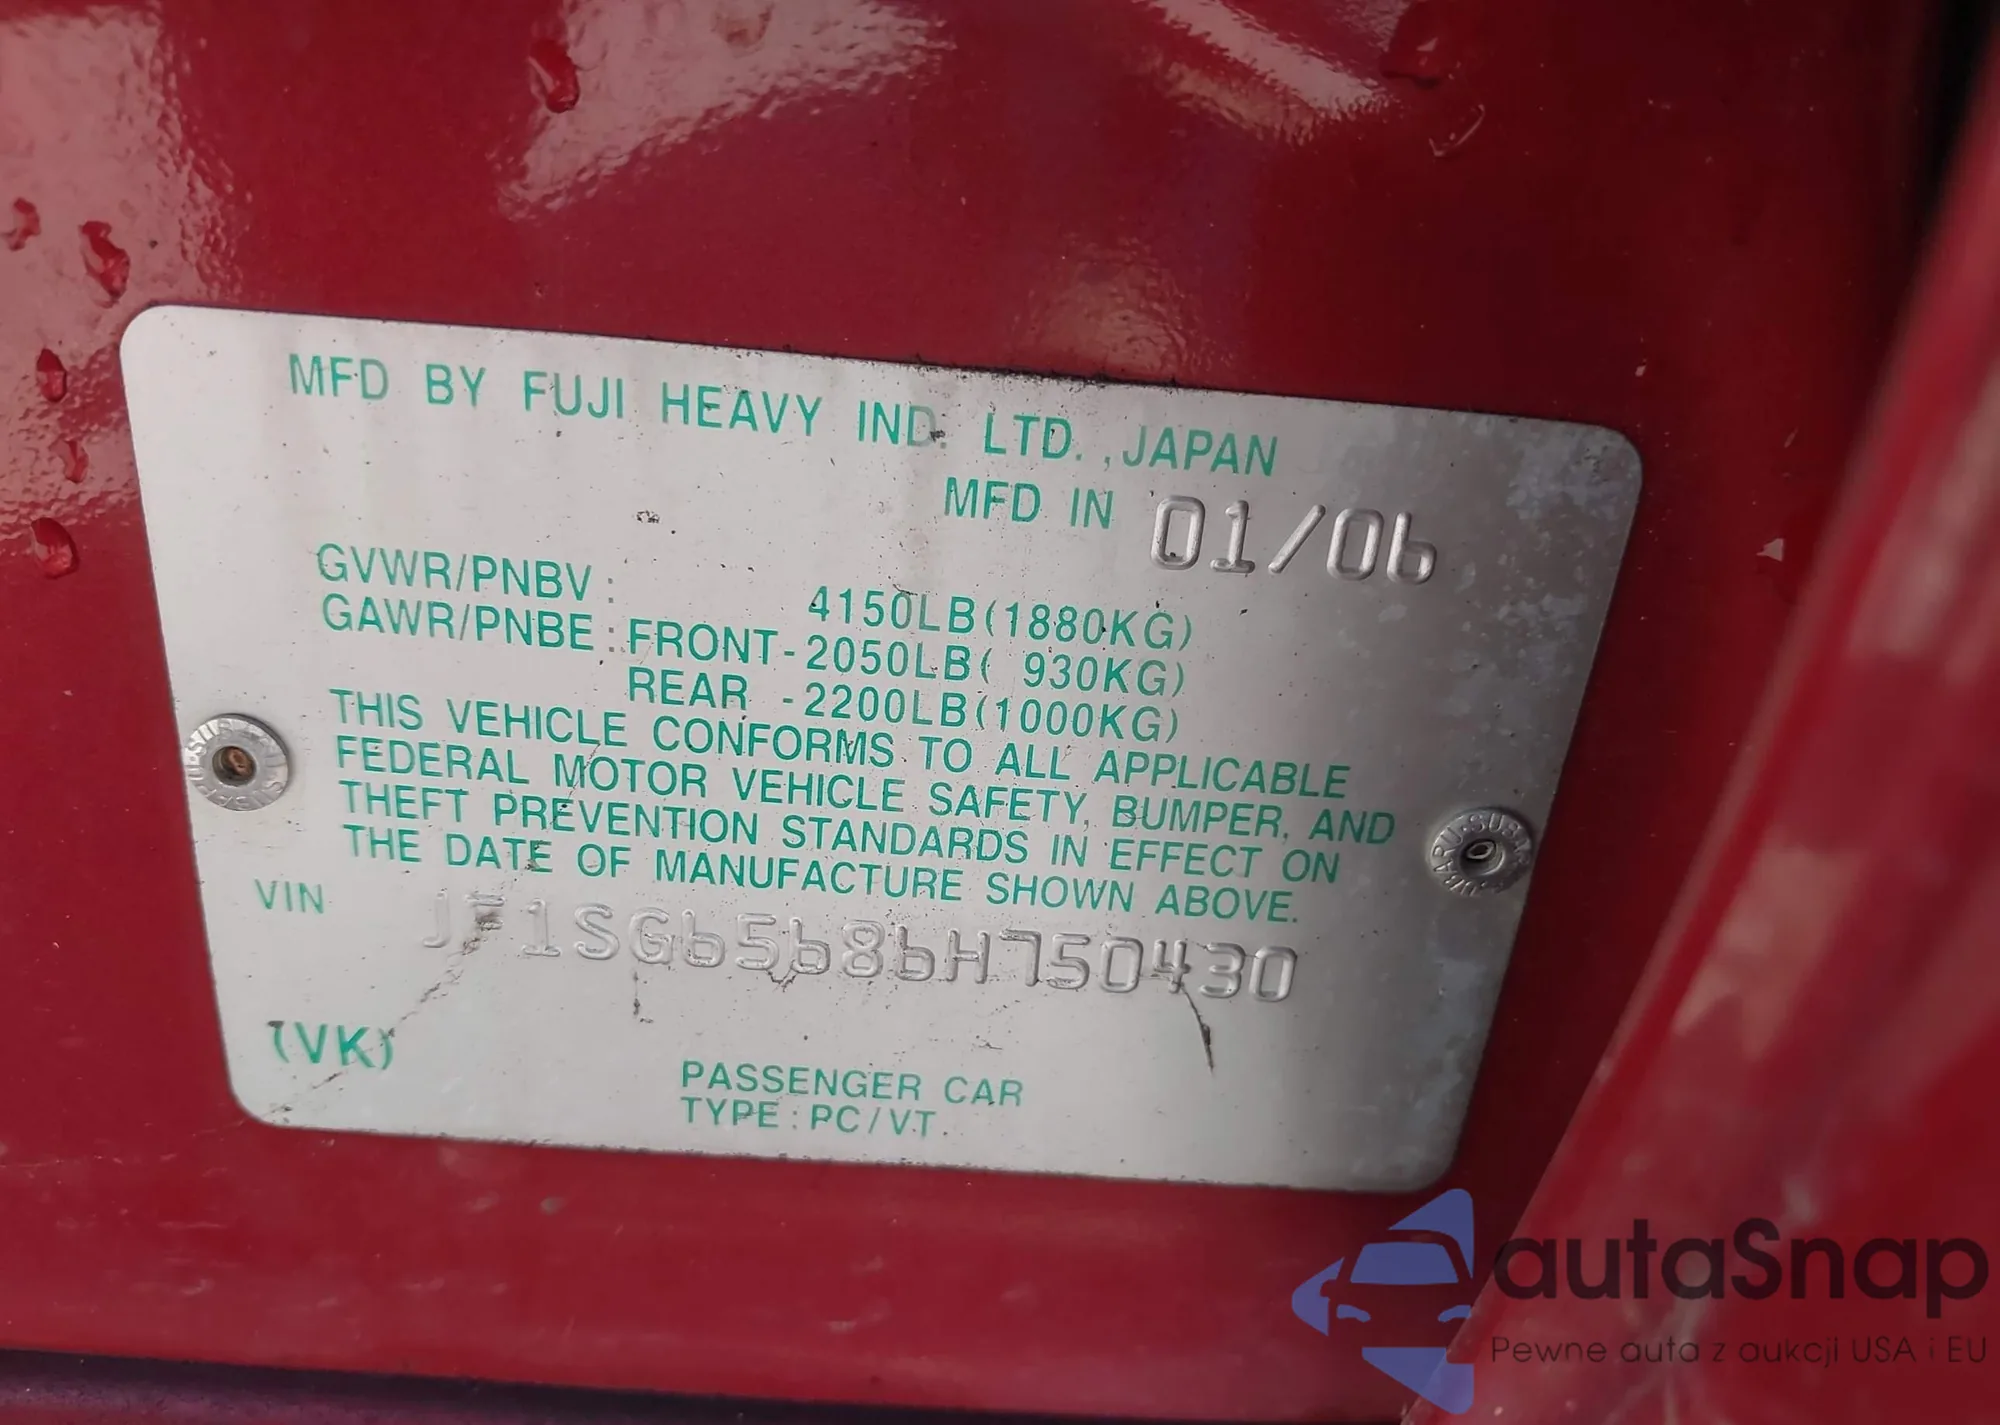 MFD BY FUJI HEAVY IND. LTD., JAPAN
MFD IN 01/06
GVWR/PNBV: 4150LB(1880KG)
GAWR/PNBE: FRONT-2050LB( 930KG)
REAR -2200LB(1000KG)
THIS VEHICLE CONFORMS TO ALL APPLICABLE
FEDERAL MOTOR VEHICLE SAFETY, BUMPER, AND
THEFT PREVENTION STANDARDS IN EFFECT ON
THE DATE OF MANUFACTURE SHOWN ABOVE.
VIN JF1SG65686H750430
(VK)
PASSENGER CAR
TYPE: PC/VT
autaSnap
Pewne auta z aukcji USA i EU